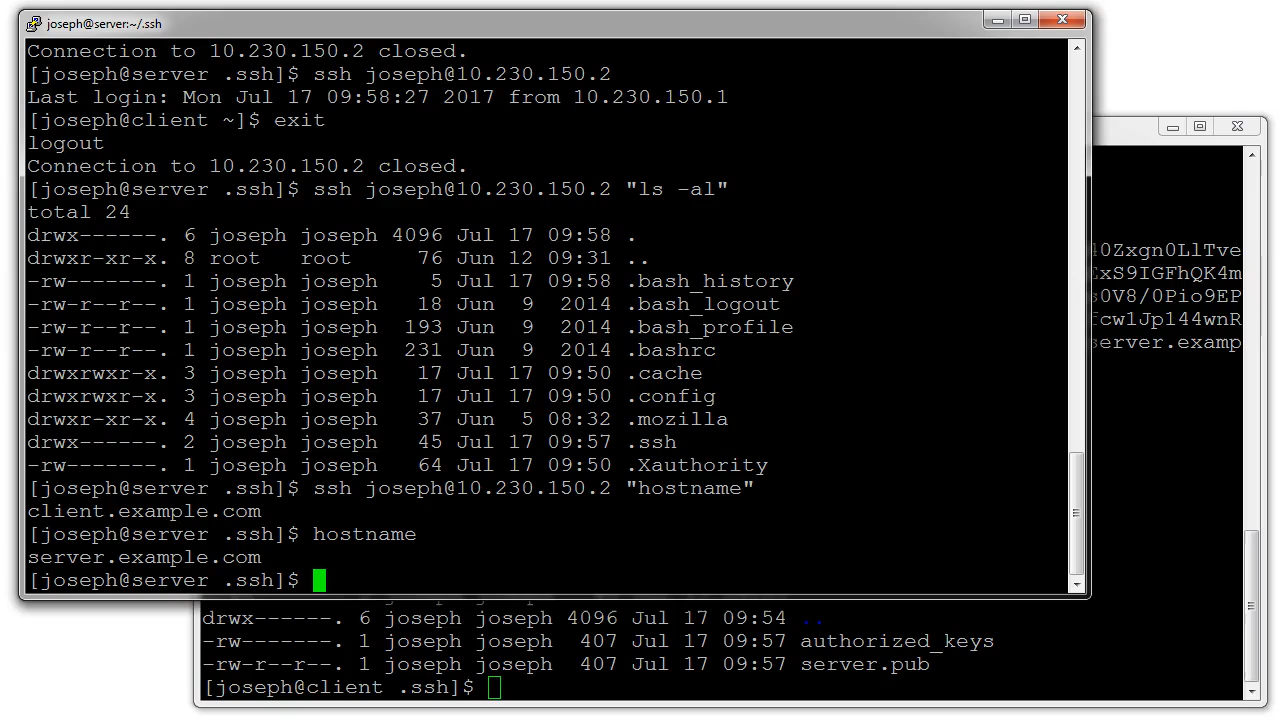 joseph@server:~/.ssh
Connection to 10.230.150.2 closed.
[joseph@server .ssh]$ ssh joseph@10.230.150.2
Last login: Mon Jul 17 09:58:27 2017 from 10.230.150.1
[joseph@client ~]$ exit
logout
Connection to 10.230.150.2 closed.
[joseph@server .ssh]$ ssh joseph@10.230.150.2 "ls -al"
total 24
drwx------. 6 joseph joseph 4096 Jul 17 09:58 .
drwxr-xr-x. 8 root   root     76 Jun 12 09:31 ..
-rw-------. 1 joseph joseph    5 Jul 17 09:58 .bash_history
-rw-r--r--. 1 joseph joseph   18 Jun  9  2014 .bash_logout
-rw-r--r--. 1 joseph joseph  193 Jun  9  2014 .bash_profile
-rw-r--r--. 1 joseph joseph  231 Jun  9  2014 .bashrc
drwxrwxr-x. 3 joseph joseph   17 Jul 17 09:50 .cache
drwxrwxr-x. 3 joseph joseph   17 Jul 17 09:50 .config
drwxr-xr-x. 4 joseph joseph   37 Jun  5 08:32 .mozilla
drwx------. 2 joseph joseph   45 Jul 17 09:57 .ssh
-rw-------. 1 joseph joseph   64 Jul 17 09:50 .Xauthority
[joseph@server .ssh]$ ssh joseph@10.230.150.2 "hostname"
client.example.com
[joseph@server .ssh]$ hostname
server.example.com
[joseph@server .ssh]$
40Zxgn0LlTve
ExS9IGFhQK4m
s0V8/0Pio9EP
fcwlJp144wnR
server.examp
drwx------. 6 joseph joseph 4096 Jul 17 09:54 ..
-rw-------. 1 joseph joseph  407 Jul 17 09:57 authorized_keys
-rw-r--r--. 1 joseph joseph  407 Jul 17 09:57 server.pub
[joseph@client .ssh]$